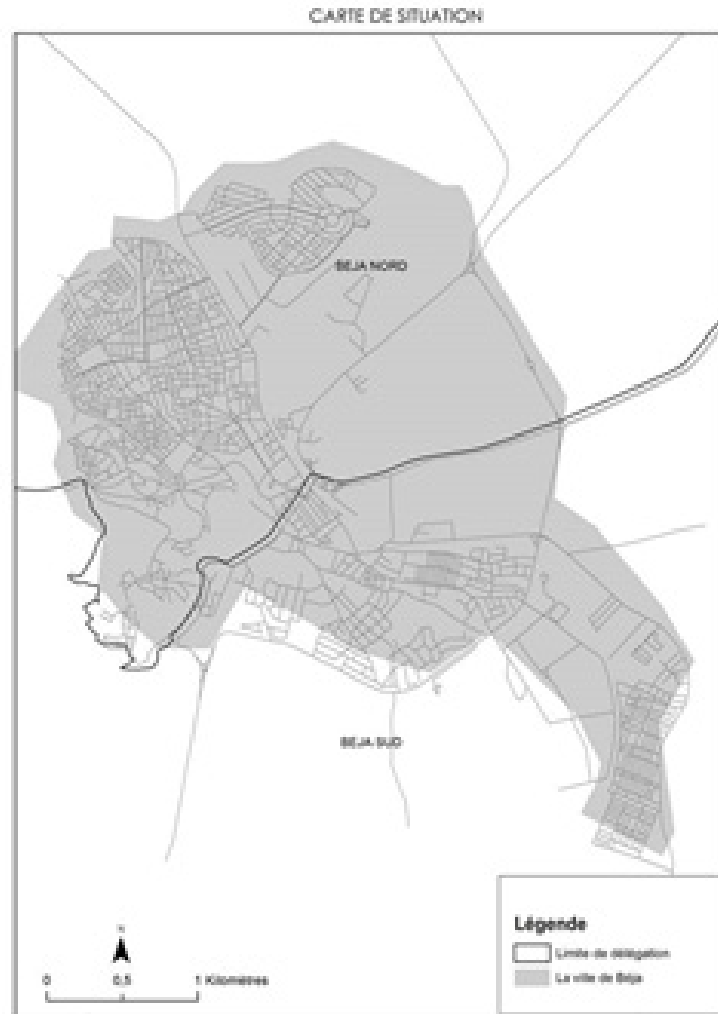 CARTE DE SITUATION
BEJA NORD
BEJA SUD
N
0 0,5 1 Kilomètres
Légende
Limite de délégation
La ville de Béja